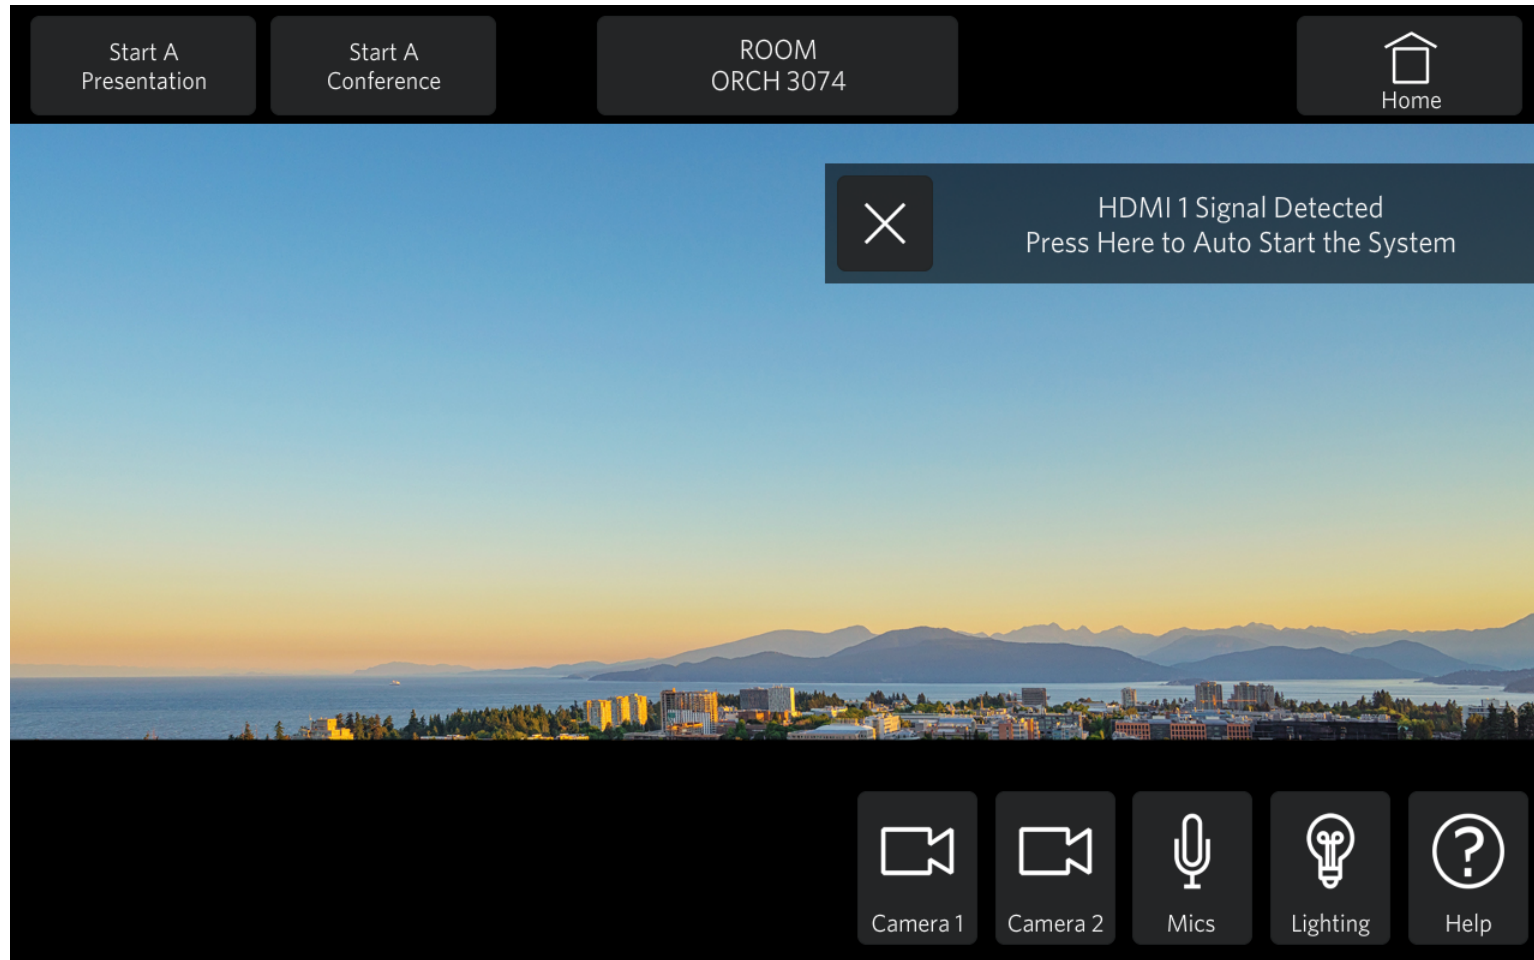 Start A
Presentation
Start A
Conference
ROOM
ORCH 3074
Home
HDMI 1 Signal Detected
Press Here to Auto Start the System
Camera 1
Camera 2
Mics
Lighting
Help